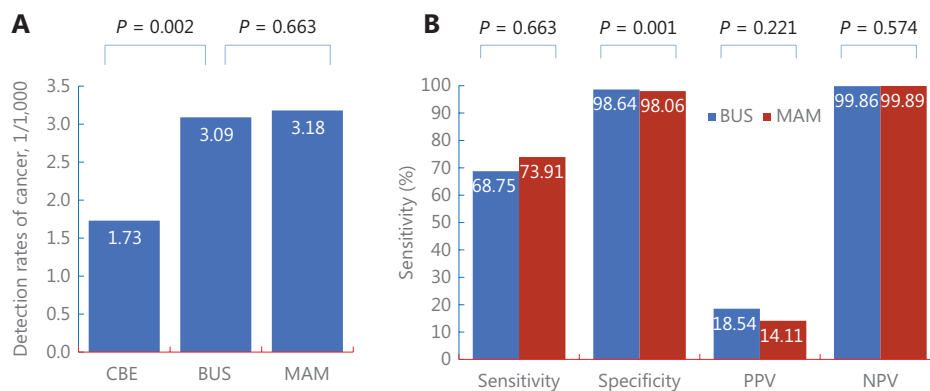 A
P = 0.002
P = 0.663
Detection rates of cancer, 1/1,000
3.5
3.0
2.5
2.0
1.5
1.0
0.5
0.0
1.73
3.09
3.18
CBE
BUS
MAM
B
P = 0.663
P = 0.001
P = 0.221
P = 0.574
Sensitivity (%)
100
90
80
70
60
50
40
30
20
10
0
BUS
MAM
68.75
73.91
98.64
98.06
18.54
14.11
99.86
99.89
Sensitivity
Specificity
PPV
NPV